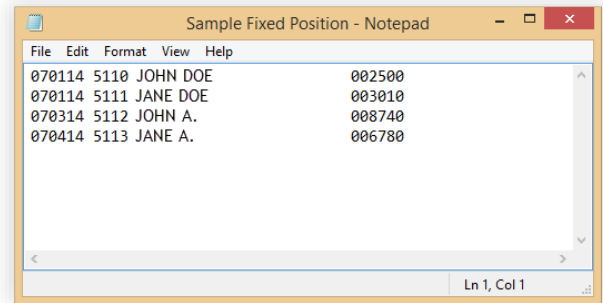 Sample Fixed Position - Notepad
File Edit Format View Help
070114 5110 JOHN DOE 002500
070114 5111 JANE DOE 003010
070314 5112 JOHN A. 008740
070414 5113 JANE A. 006780
Ln 1, Col 1